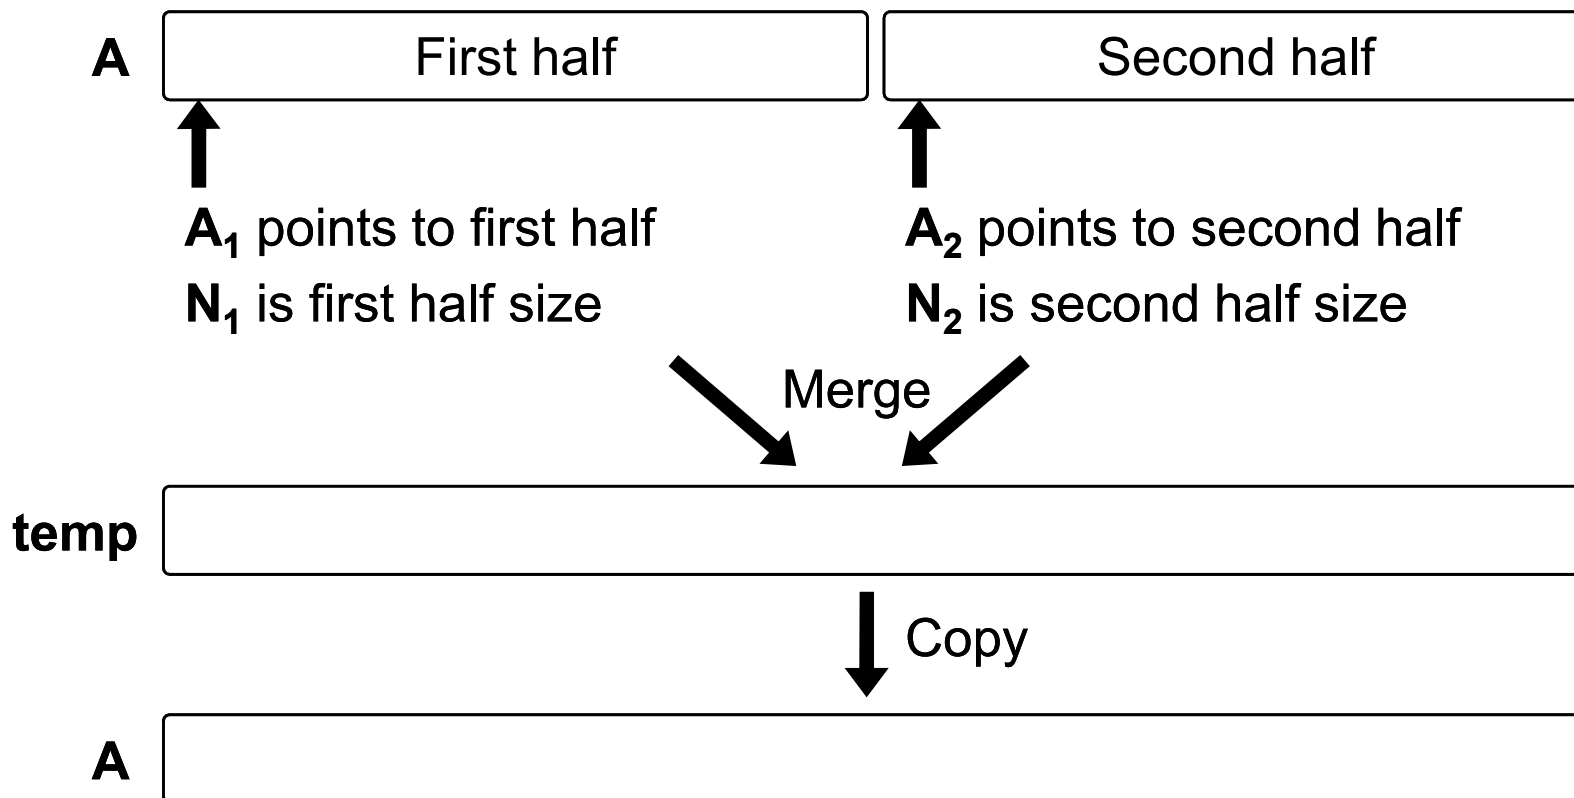 A First half Second half
A₁ points to first half A₂ points to second half
N₁ is first half size N₂ is second half size
Merge
temp
Copy
A